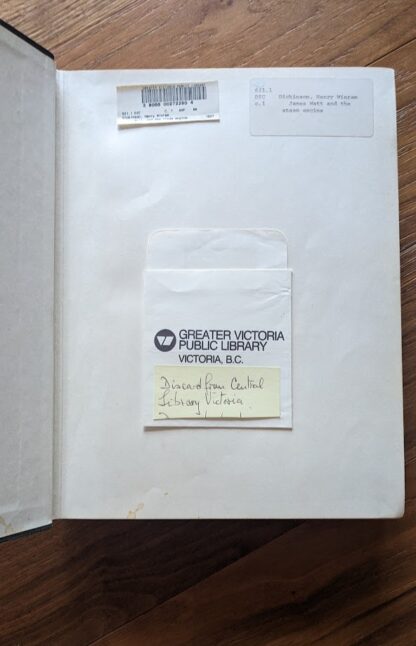 621.1
DIC Dickinson, Henry Winram
c.1 James Watt and the
steam engine
GREATER VICTORIA
PUBLIC LIBRARY
VICTORIA, B.C.
Discard from Central
Library Victoria